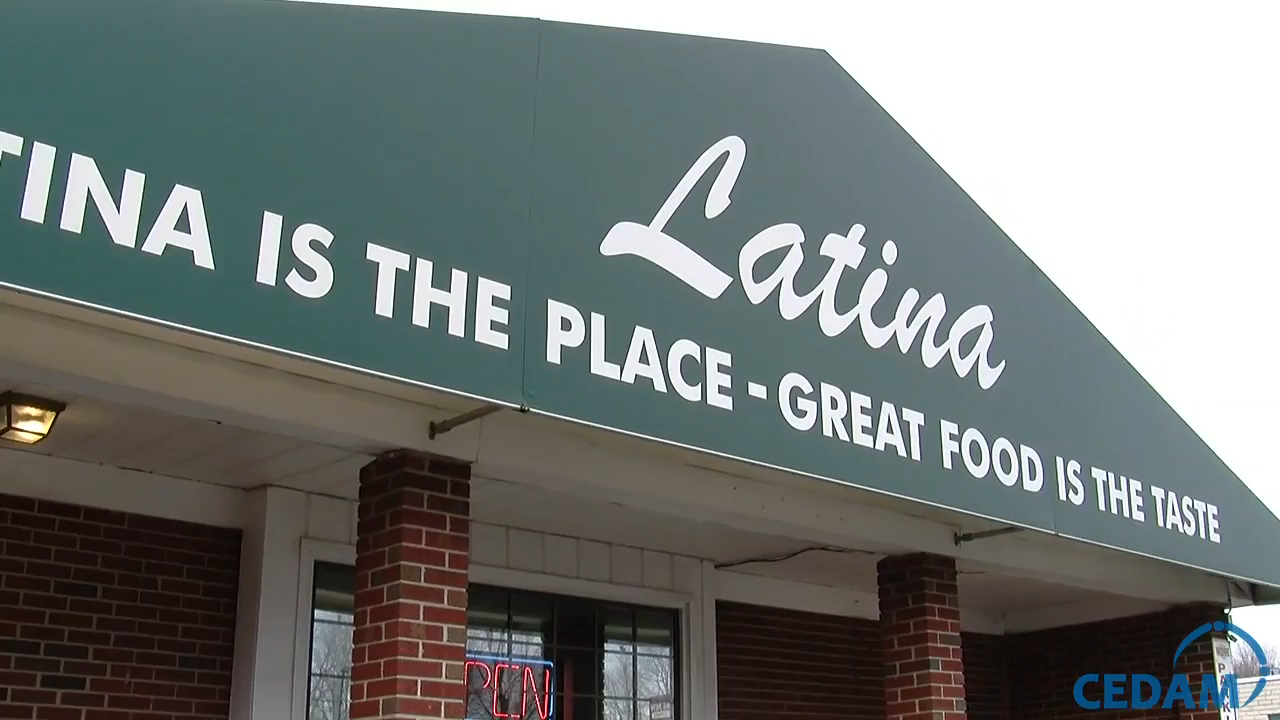 Latina
TINA IS THE PLACE - GREAT FOOD IS THE TASTE
PEN
CEDAM